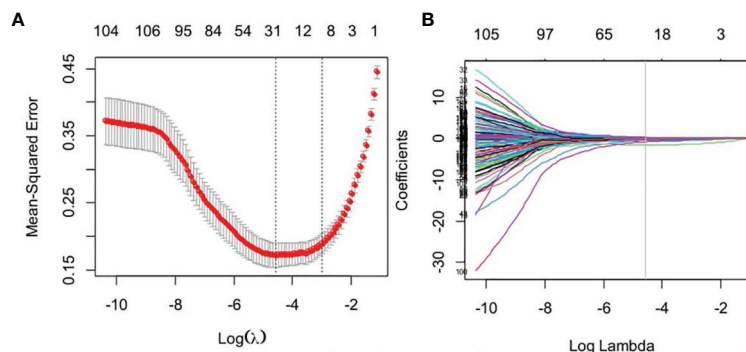 A
104 106 95 84 54 31 12 8 3 1
0.45
0.35
0.25
0.15
Mean-Squared Error
-10 -8 -6 -4 -2
Log(λ)
B
105 97 65 18 3
10
0
-10
-20
-30
Coefficients
-10 -8 -6 -4 -2 0
Log Lambda